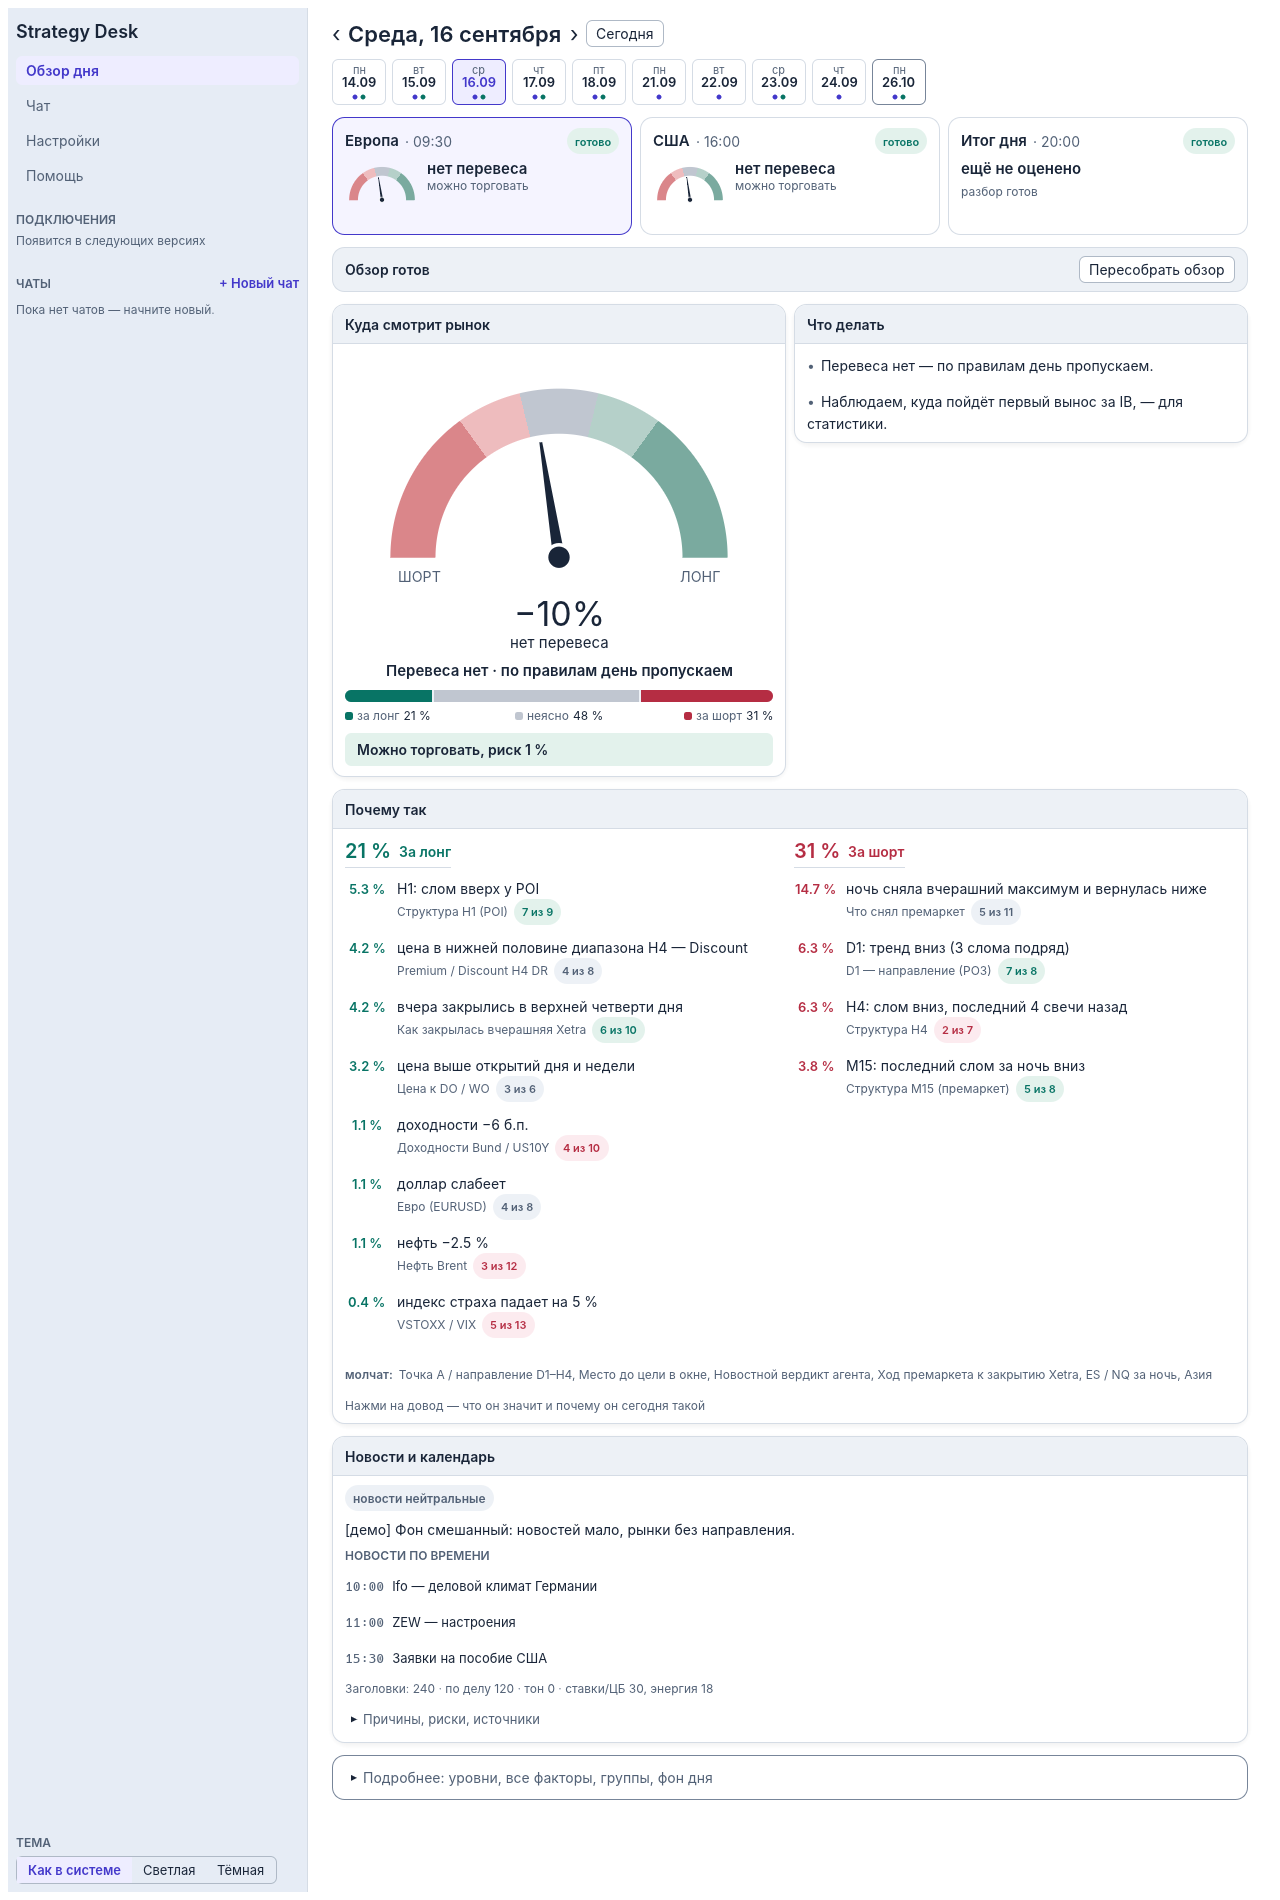 Strategy Desk
Обзор дня
Чат
Настройки
Помощь
ПОДКЛЮЧЕНИЯ
Появится в следующих версиях
ЧАТЫ
+ Новый чат
Пока нет чатов — начните новый.
ТЕМА
Как в системе
Светлая
Тёмная
‹ Среда, 16 сентября › Сегодня
пн 14.09
вт 15.09
ср 16.09
чт 17.09
пт 18.09
пн 21.09
вт 22.09
ср 23.09
чт 24.09
пн 26.10
Европа · 09:30 готово
нет перевеса
можно торговать
США · 16:00 готово
нет перевеса
можно торговать
Итог дня · 20:00 готово
ещё не оценено
разбор готов
Обзор готов
Пересобрать обзор
Куда смотрит рынок
ШОРТ
ЛОНГ
−10%
нет перевеса
Перевеса нет · по правилам день пропускаем
за лонг 21 %
неясно 48 %
за шорт 31 %
Можно торговать, риск 1 %
Что делать
• Перевеса нет — по правилам день пропускаем.
• Наблюдаем, куда пойдёт первый вынос за IB, — для
статистики.
Почему так
21 % За лонг
5.3 % H1: слом вверх у POI
Структура H1 (POI) 7 из 9
4.2 % цена в нижней половине диапазона H4 — Discount
Premium / Discount H4 DR 4 из 8
4.2 % вчера закрылись в верхней четверти дня
Как закрылась вчерашняя Xetra 6 из 10
3.2 % цена выше открытий дня и недели
Цена к DO / WO 3 из 6
1.1 % доходности −6 б.п.
Доходности Bund / US10Y 4 из 10
1.1 % доллар слабеет
Евро (EURUSD) 4 из 8
1.1 % нефть −2.5 %
Нефть Brent 3 из 12
0.4 % индекс страха падает на 5 %
VSTOXX / VIX 5 из 13
31 % За шорт
14.7 % ночь сняла вчерашний максимум и вернулась ниже
Что снял премаркет 5 из 11
6.3 % D1: тренд вниз (3 слома подряд)
D1 — направление (PO3) 7 из 8
6.3 % H4: слом вниз, последний 4 свечи назад
Структура H4 2 из 7
3.8 % M15: последний слом за ночь вниз
Структура M15 (премаркет) 5 из 8
молчат: Точка А / направление D1–H4, Место до цели в окне, Новостной вердикт агента, Ход премаркета к закрытию Xetra, ES / NQ за ночь, Азия
Нажми на довод — что он значит и почему он сегодня такой
Новости и календарь
новости нейтральные
[демо] Фон смешанный: новостей мало, рынки без направления.
НОВОСТИ ПО ВРЕМЕНИ
10:00 Ifo — деловой климат Германии
11:00 ZEW — настроения
15:30 Заявки на пособие США
Заголовки: 240 · по делу 120 · тон 0 · ставки/ЦБ 30, энергия 18
▸ Причины, риски, источники
▸ Подробнее: уровни, все факторы, группы, фон дня